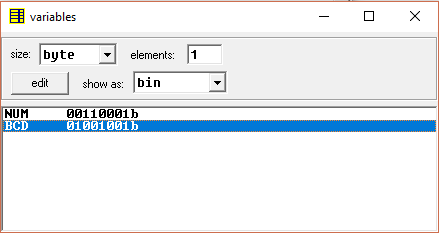 variables
size: byte elements: 1
edit show as: bin
NUM 00110001b
BCD 01001001b